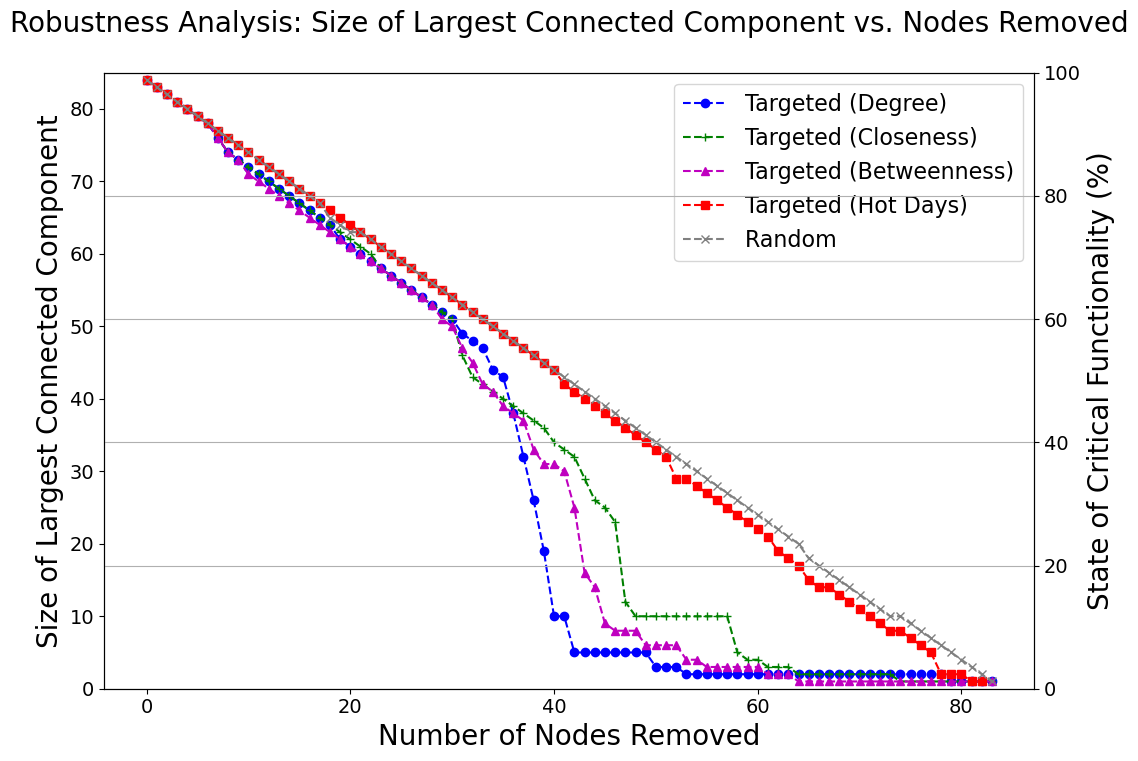 Robustness Analysis: Size of Largest Connected Component vs. Nodes Removed
Size of Largest Connected Component
80
70
60
50
40
30
20
10
0
Targeted (Degree)
Targeted (Closeness)
Targeted (Betweenness)
Targeted (Hot Days)
Random
100
80
60
40
20
0
State of Critical Functionality (%)
0 20 40 60 80
Number of Nodes Removed